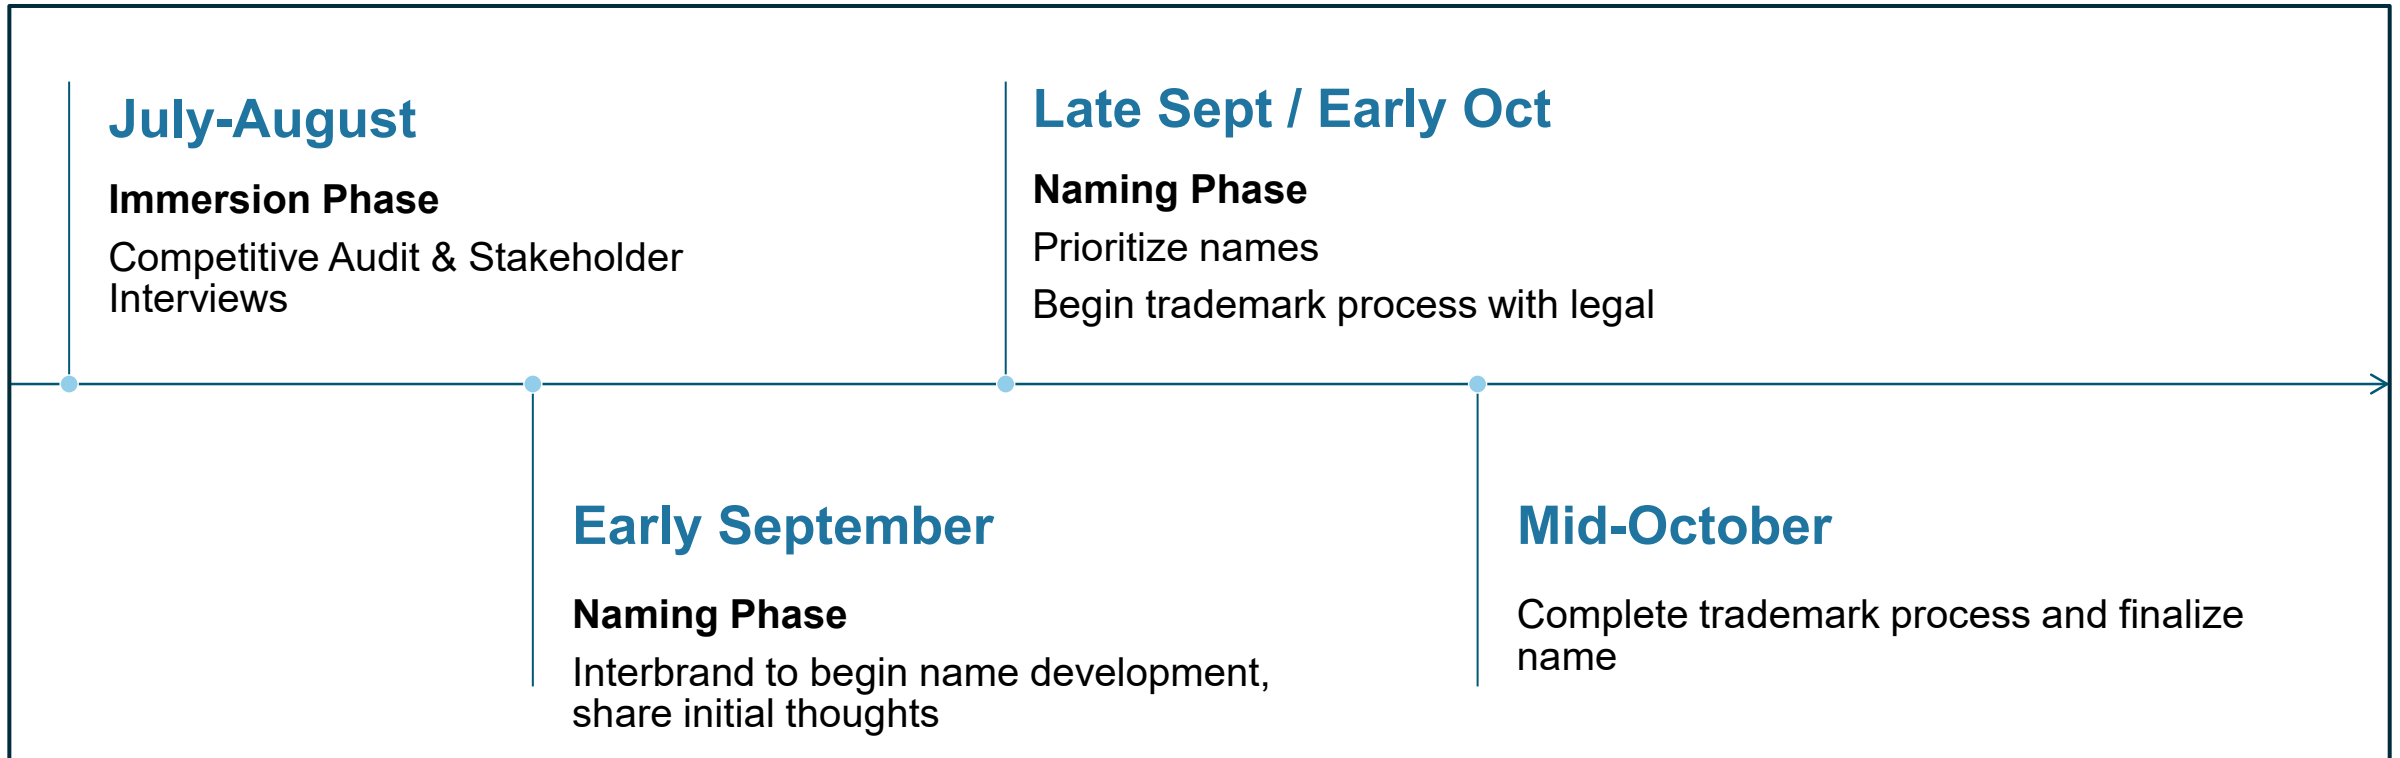 July-August
Immersion Phase
Competitive Audit & Stakeholder
Interviews
Late Sept / Early Oct
Naming Phase
Prioritize names
Begin trademark process with legal
Early September
Naming Phase
Interbrand to begin name development,
share initial thoughts
Mid-October
Complete trademark process and finalize
name